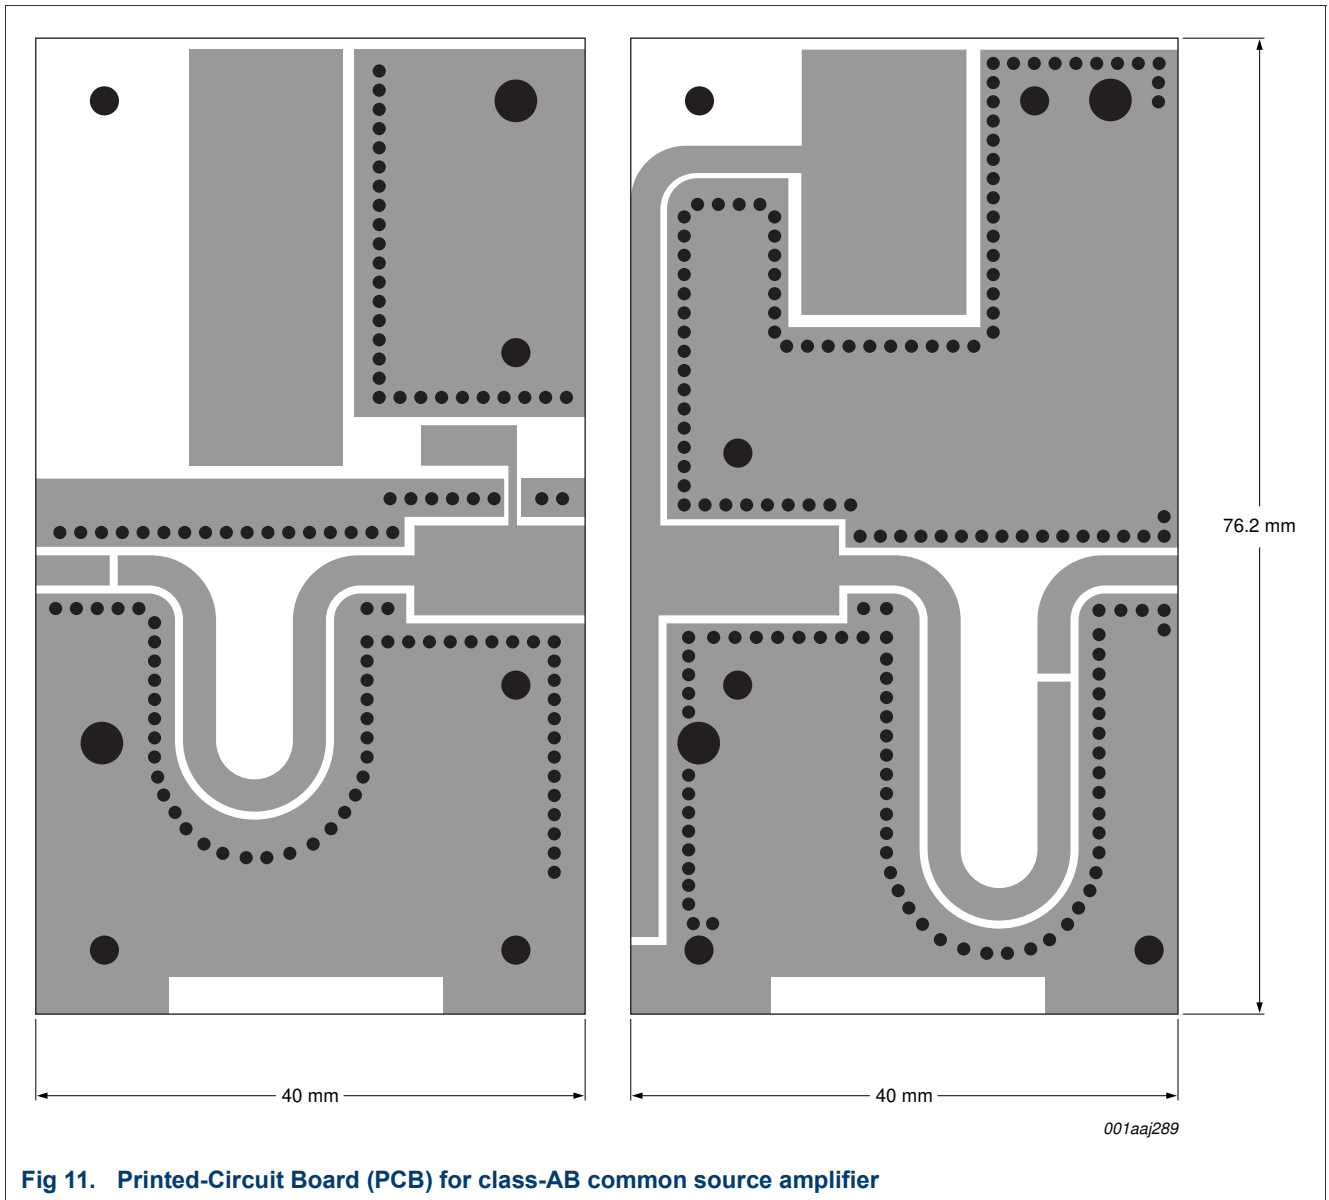 76.2 mm
40 mm
40 mm
001aaj289
Fig 11. Printed-Circuit Board (PCB) for class-AB common source amplifier